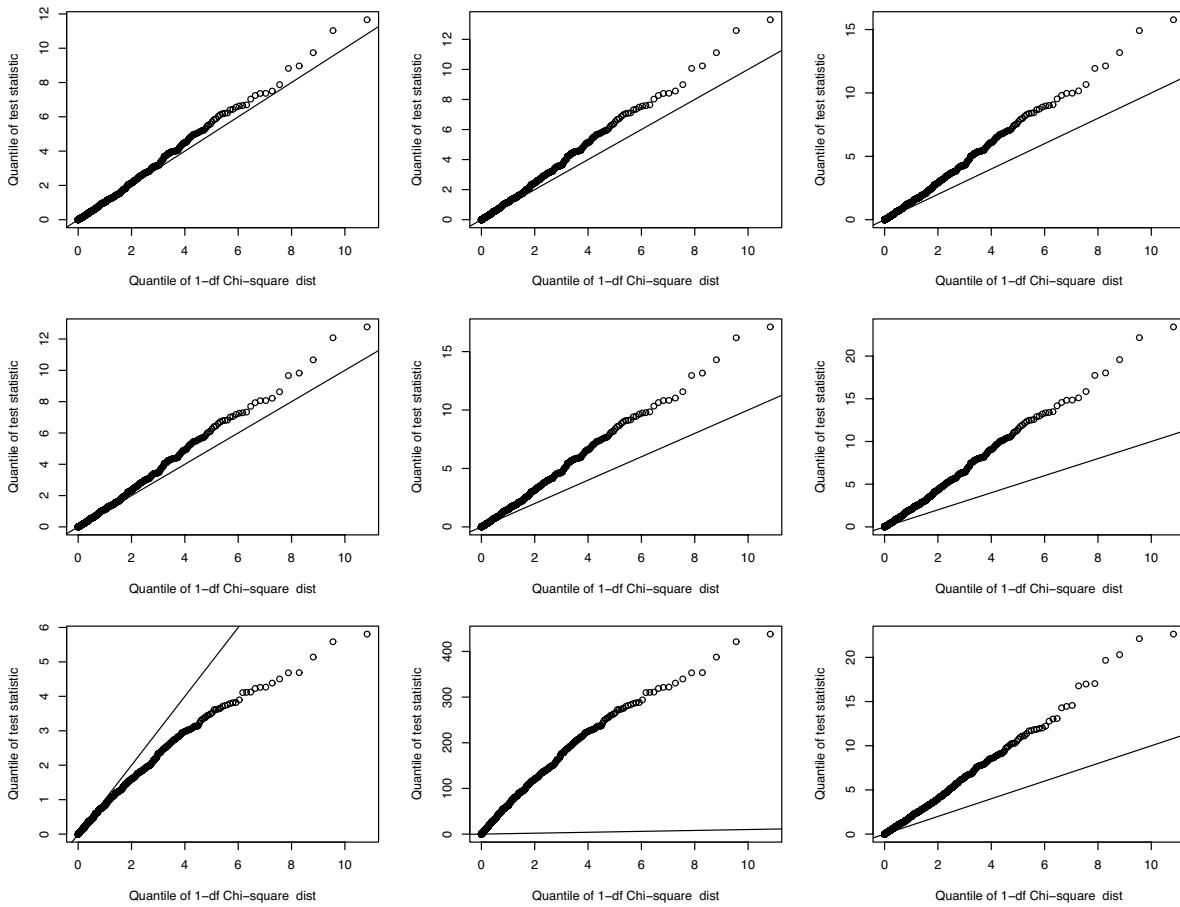 Quantile of test statistic
0 2 4 6 8 10 12
0 2 4 6 8 10
Quantile of 1−df Chi−square dist
Quantile of test statistic
0 2 4 6 8 10 12
0 2 4 6 8 10
Quantile of 1−df Chi−square dist
Quantile of test statistic
0 5 10 15
0 2 4 6 8 10
Quantile of 1−df Chi−square dist
Quantile of test statistic
0 2 4 6 8 10 12
0 2 4 6 8 10
Quantile of 1−df Chi−square dist
Quantile of test statistic
0 5 10 15
0 2 4 6 8 10
Quantile of 1−df Chi−square dist
Quantile of test statistic
0 5 10 15 20
0 2 4 6 8 10
Quantile of 1−df Chi−square dist
Quantile of test statistic
0 1 2 3 4 5 6
0 2 4 6 8 10
Quantile of 1−df Chi−square dist
Quantile of test statistic
0 100 200 300 400
0 2 4 6 8 10
Quantile of 1−df Chi−square dist
Quantile of test statistic
0 5 10 15 20
0 2 4 6 8 10
Quantile of 1−df Chi−square dist